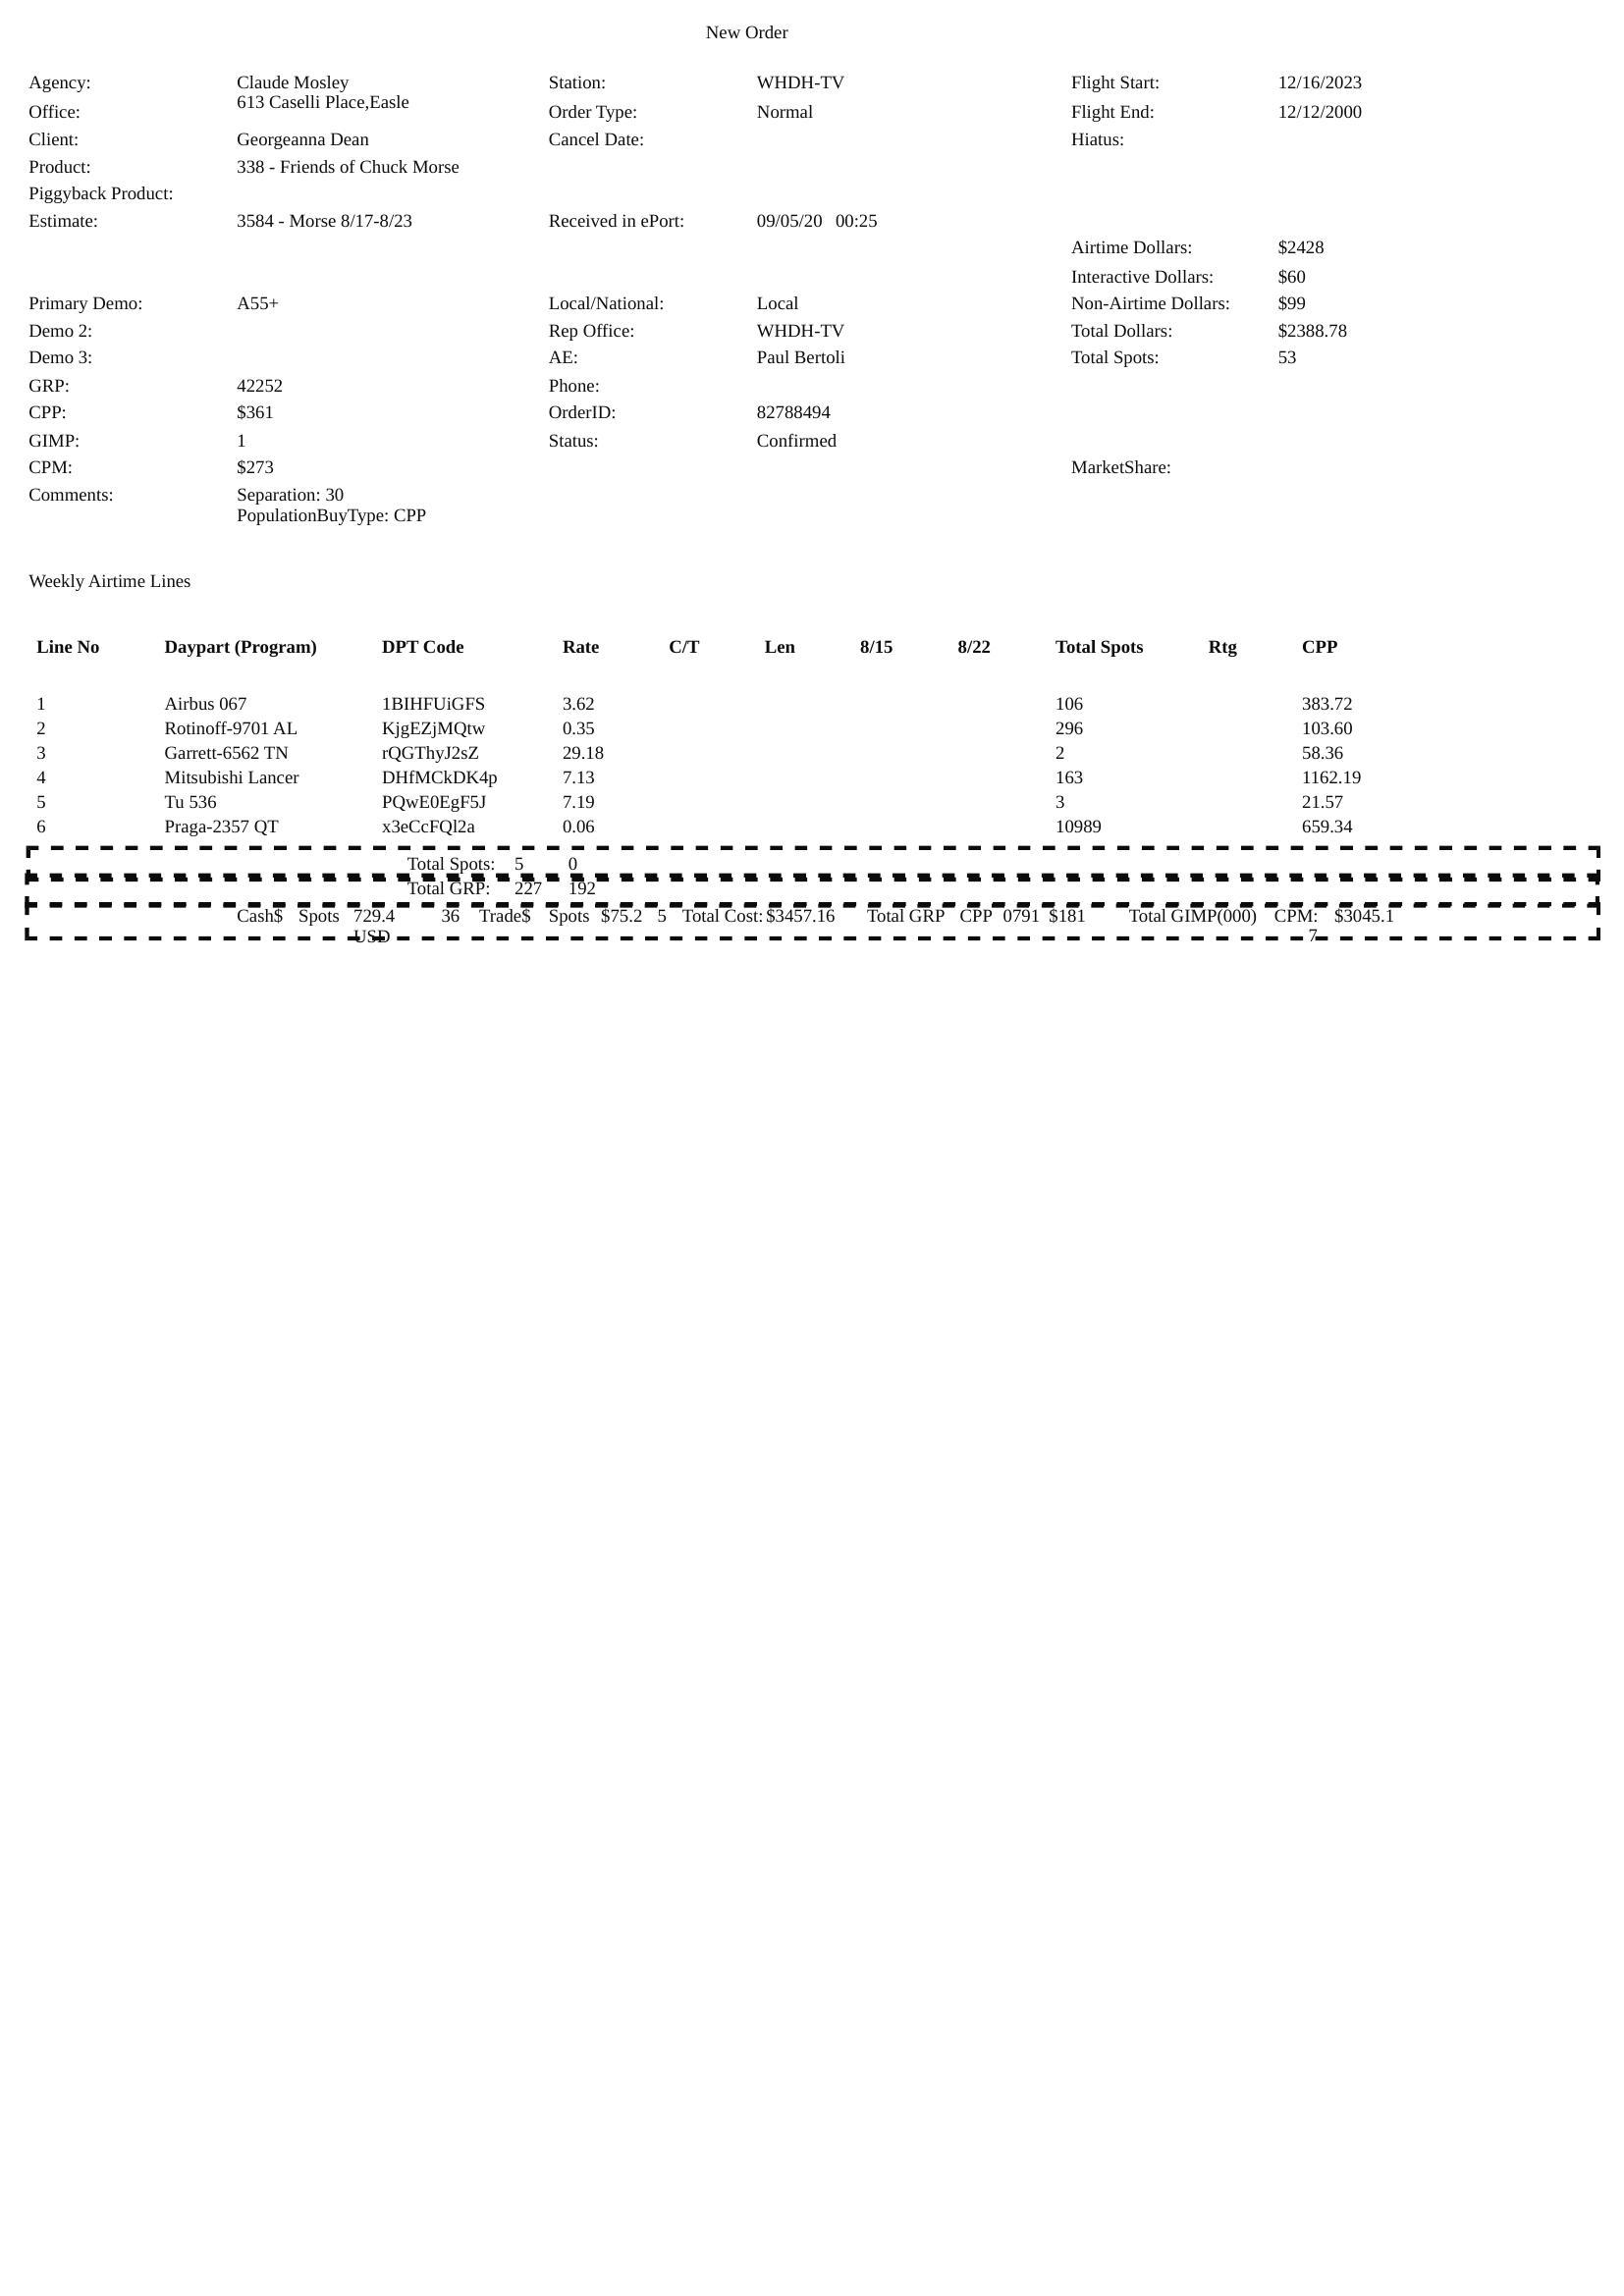 New Order
Agency: Claude Mosley Station: WHDH-TV Flight Start: 12/16/2023
Office: 613 Caselli Place,Easle Order Type: Normal Flight End: 12/12/2000
Client: Georgeanna Dean Cancel Date: Hiatus:
Product: 338 - Friends of Chuck Morse
Piggyback Product:
Estimate: 3584 - Morse 8/17-8/23 Received in ePort: 09/05/20 00:25
Airtime Dollars: $2428
Interactive Dollars: $60
Primary Demo: A55+ Local/National: Local Non-Airtime Dollars: $99
Demo 2: Rep Office: WHDH-TV Total Dollars: $2388.78
Demo 3: AE: Paul Bertoli Total Spots: 53
GRP: 42252 Phone:
CPP: $361 OrderID: 82788494
GIMP: 1 Status: Confirmed
CPM: $273 MarketShare:
Comments: Separation: 30
PopulationBuyType: CPP
Weekly Airtime Lines
Line No Daypart (Program) DPT Code Rate C/T Len 8/15 8/22 Total Spots Rtg CPP
1 Airbus 067 1BIHFUiGFS 3.62 106 383.72
2 Rotinoff-9701 AL KjgEZjMQtw 0.35 296 103.60
3 Garrett-6562 TN rQGThyJ2sZ 29.18 2 58.36
4 Mitsubishi Lancer DHfMCkDK4p 7.13 163 1162.19
5 Tu 536 PQwE0EgF5J 7.19 3 21.57
6 Praga-2357 QT x3eCcFQl2a 0.06 10989 659.34
Total Spots: 5 0
Total GRP: 227 192
Cash$ Spots 729.4 36 Trade$ Spots $75.2 5 Total Cost: $3457.16 Total GRP CPP 0791 $181 Total GIMP(000) CPM: $3045.1
USD 7